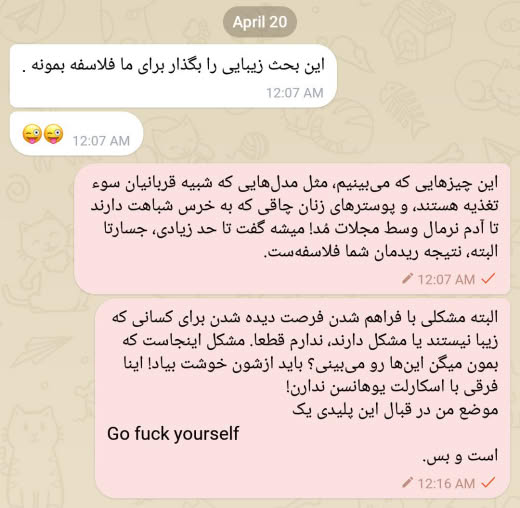 April 20
این بحث زیبایی را بگذار برای ما فلاسفه بمونه .
12:07 AM
😜😜
12:07 AM
این چیزهایی که می‌بینیم، مثل مدل‌هایی که شبیه قربانیان سوء
تغذیه هستند، و پوسترهای زنان چاقی که به خرس شباهت دارند
تا آدم نرمال وسط مجلات مُد! میشه گفت تا حد زیادی، جسارتا
البته، نتیجه ریدمان شما فلاسفه‌ست.
12:07 AM
البته مشکلی با فراهم شدن فرصت دیده شدن برای کسانی که
زیبا نیستند یا مشکل دارند، ندارم قطعا. مشکل اینجاست که
بمون میگن این‌ها رو می‌بینی؟ باید ازشون خوشت بیاد! اینا
فرقی با اسکارلت یوهانسن ندارن!
موضع من در قبال این پلیدی یک
Go fuck yourself
است و بس.
12:16 AM